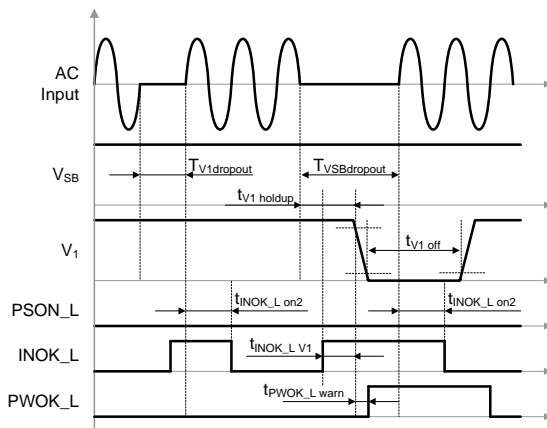 AC
Input
VSB
TV1dropout
TVSBdropout
tV1 holdup
V1
tV1 off
PSON_L
tINOK_L on2
tINOK_L on2
INOK_L
tINOK_L V1
PWOK_L
tPWOK_L warn